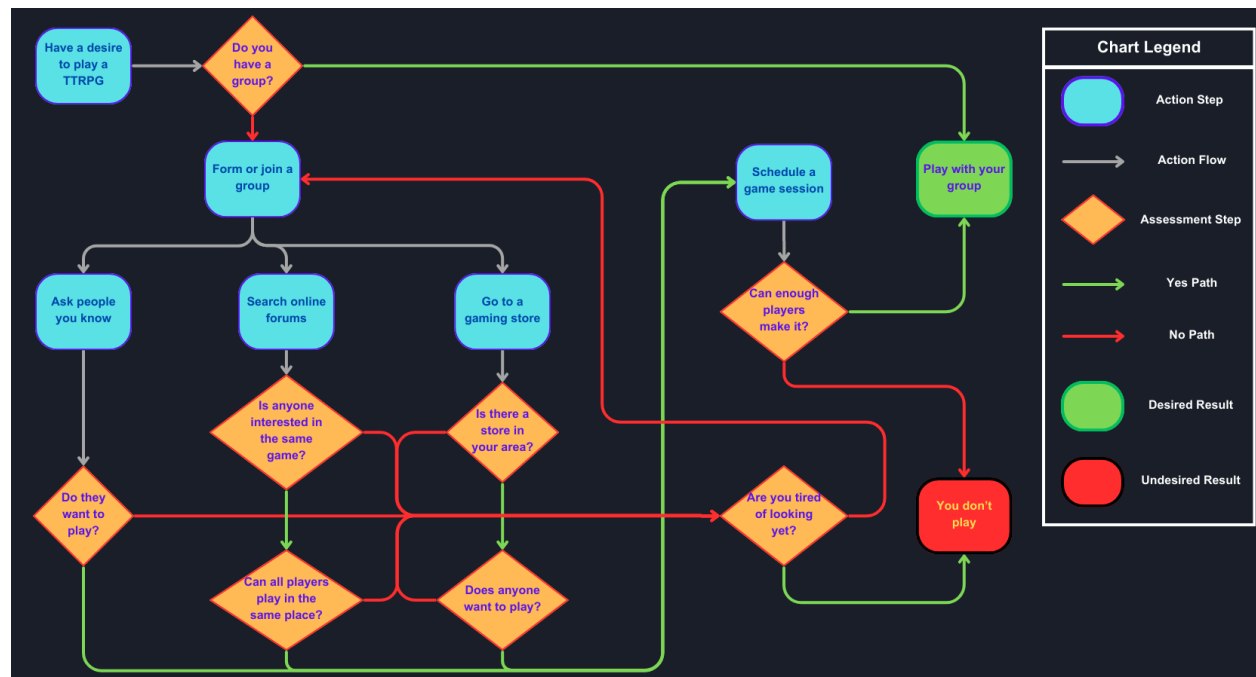 Have a desire
to play a
TTRPG
Do you
have a
group?
Form or join a
group
Schedule a
game session
Play with your
group
Ask people
you know
Search online
forums
Go to a
gaming store
Can enough
players
make it?
Is anyone
interested in
the same
game?
Is there a
store in
your area?
Do they
want to
play?
Are you tired
of looking
yet?
You don't
play
Can all players
play in the
same place?
Does anyone
want to play?
Chart Legend
Action Step
Action Flow
Assessment Step
Yes Path
No Path
Desired Result
Undesired Result